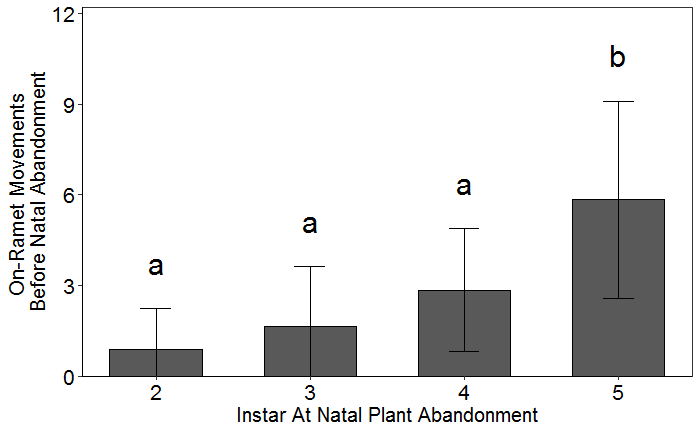 12
9
6
3
0
On-Ramet Movements
Before Natal Abandonment
a
a
a
b
2 3 4 5
Instar At Natal Plant Abandonment